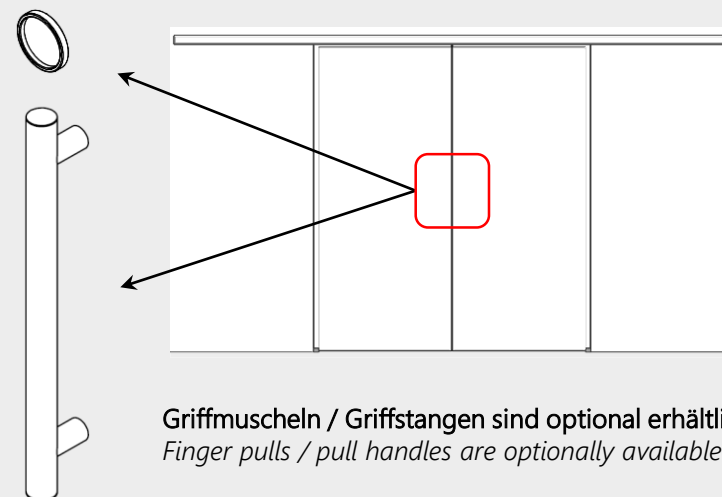 Griffmuscheln / Griffstangen sind optional erhältli
Finger pulls / pull handles are optionally available